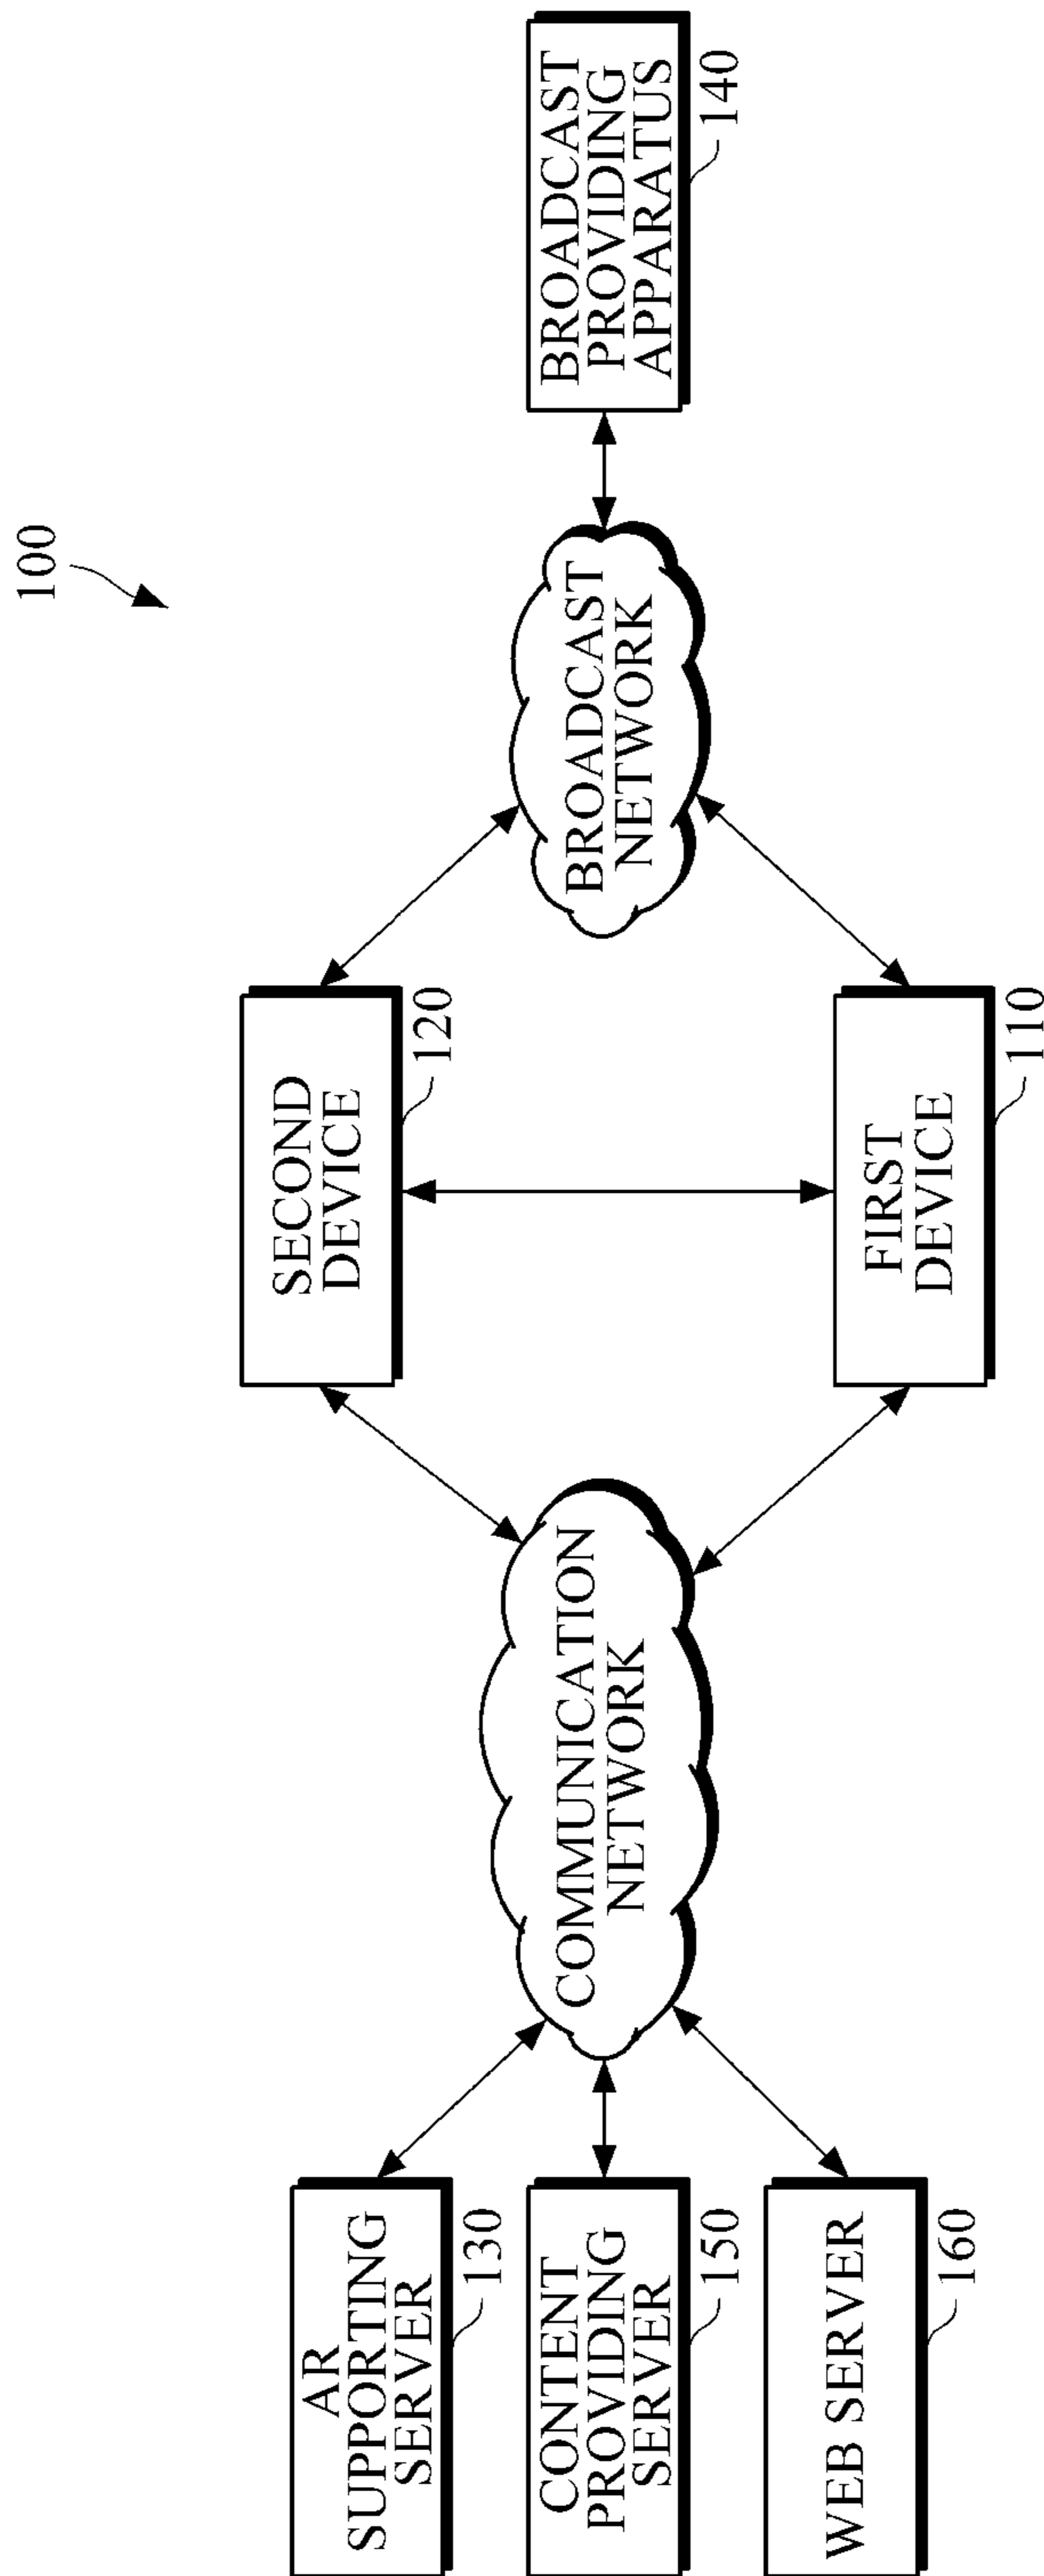 100
AR
SUPPORTING
SERVER
130
CONTENT
PROVIDING
SERVER
150
WEB SERVER
160
COMMUNICATION
NETWORK
SECOND
DEVICE
120
FIRST
DEVICE
110
BROADCAST
NETWORK
BROADCAST
PROVIDING
APPARATUS
140